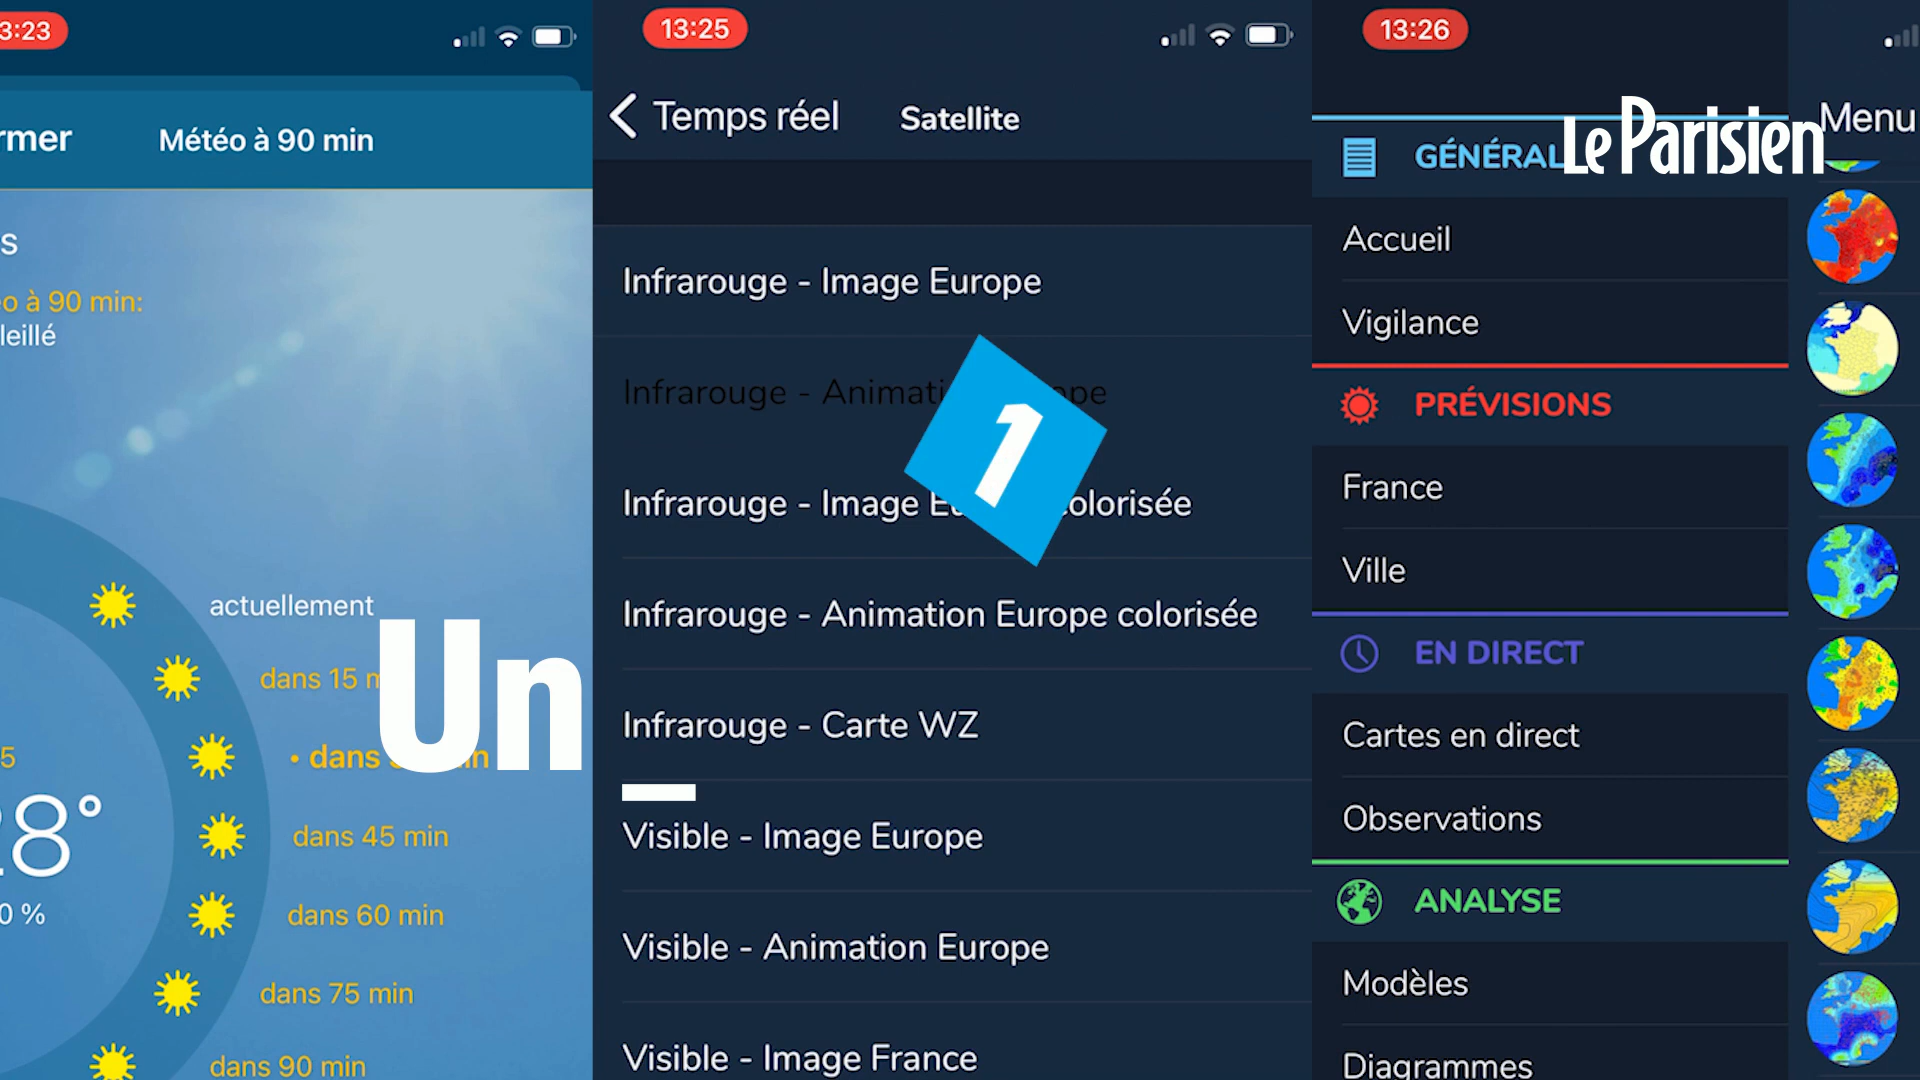 3:23
rmer
Météo à 90 min
s
o à 90 min:
leillé
actuellement
dans 15 m
Un
• dans
n
5
28°
0 %
dans 45 min
dans 60 min
dans 75 min
dans 90 min
13:25
Temps réel
Satellite
Infrarouge - Image Europe
Infrarouge - Animati
pe
1
Infrarouge - Image E
olorisée
Infrarouge - Animation Europe colorisée
Infrarouge - Carte WZ
Visible - Image Europe
Visible - Animation Europe
Visible - Image France
13:26
GÉNÉRAL
Le Parisien
Accueil
Vigilance
PRÉVISIONS
France
Ville
EN DIRECT
Cartes en direct
Observations
ANALYSE
Modèles
Diagrammes
Menu